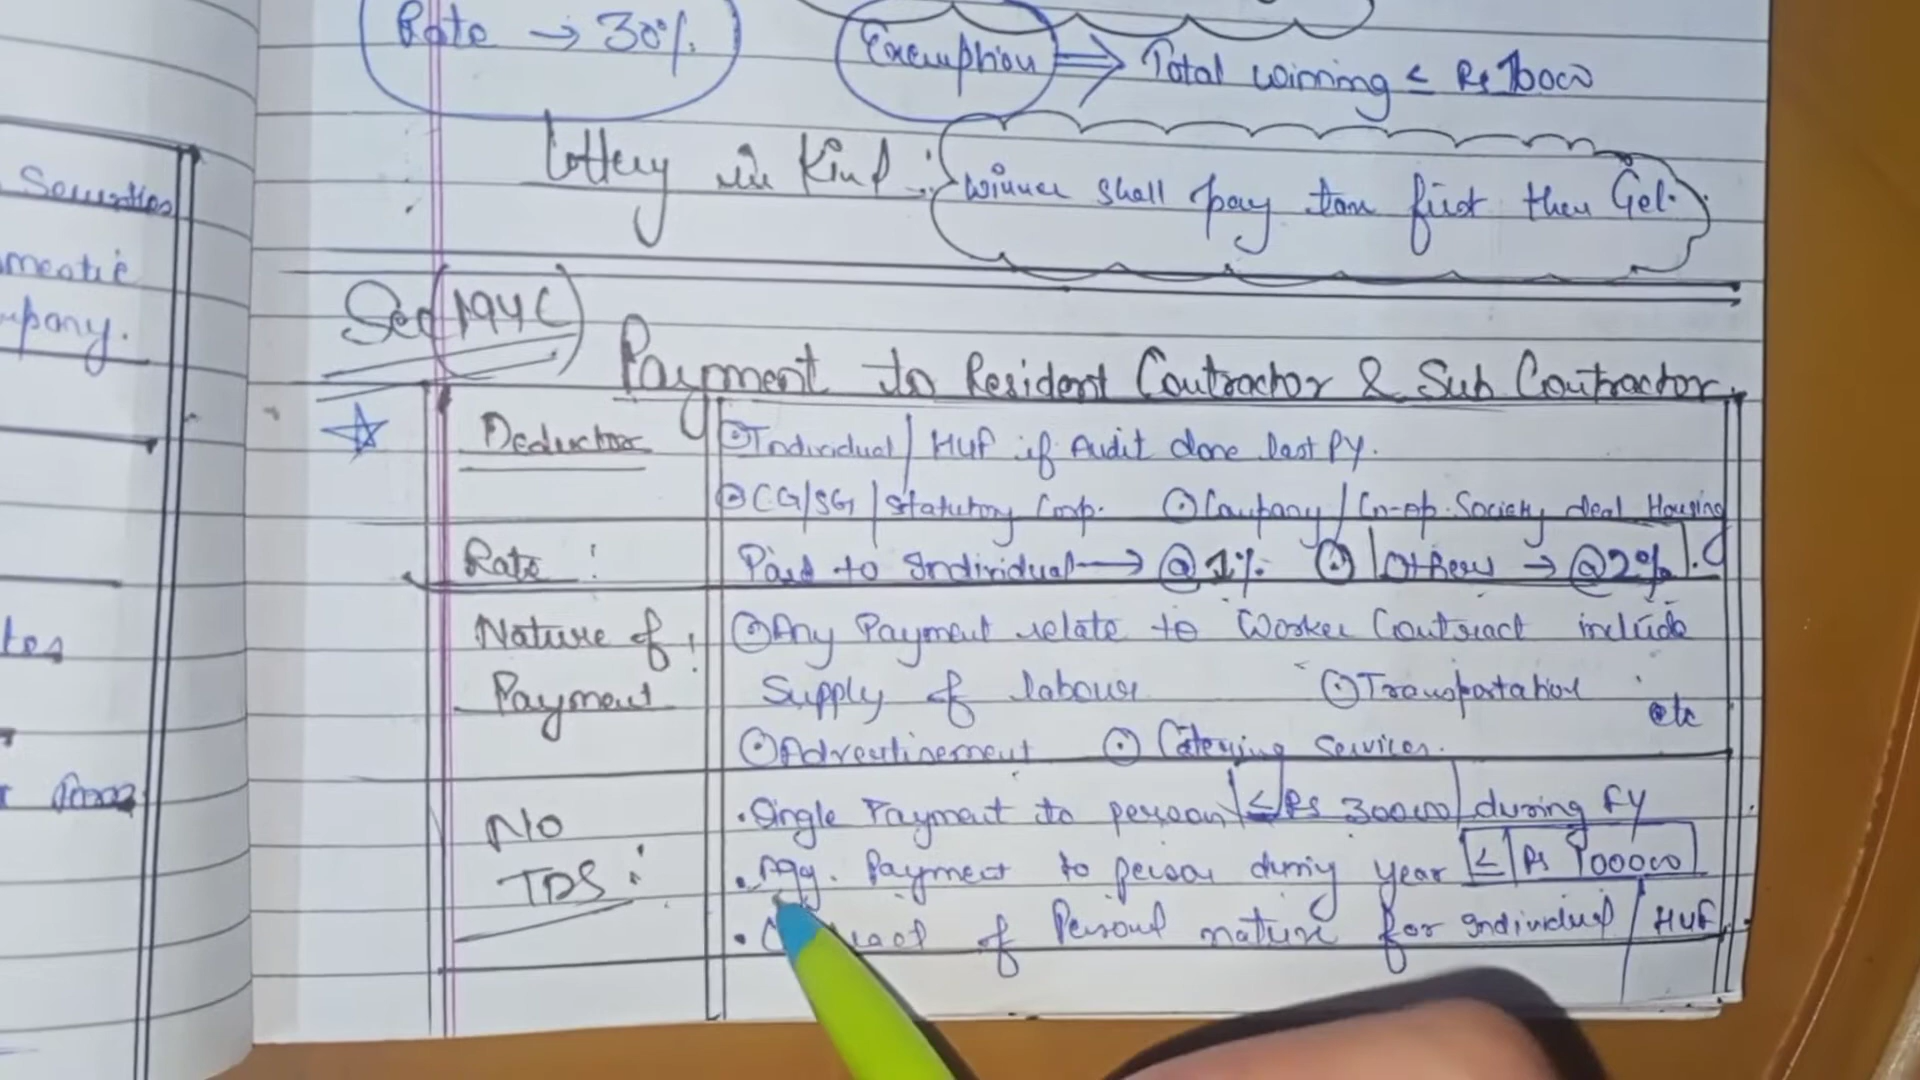 Rate → 30%.
Exemption ⇒ Total winning ≤ Rs 10000
Lottery in Kind : Winner shall pay tax first then Get.
Sec(194C)
Payment to Resident Contractor & Sub Contractor.
Deductor
Individual / HUF if Audit done last PY.
CG/SG / Statutory Corp. Company / Co-op. Society deal Housing
Rate : Paid to Individual → @1%. Others → @2%.
Nature of : Any Payment relate to Worker Contract include
Payment Supply of labour Transportation
etc
Advertisement Catering Services.
No • Single Payment to person ≤ Rs 30000 during FY
TDS : • Agg. Payment to person during year ≤ Rs 100000
• of Personal nature for individual / HUF.
Securities
pany.